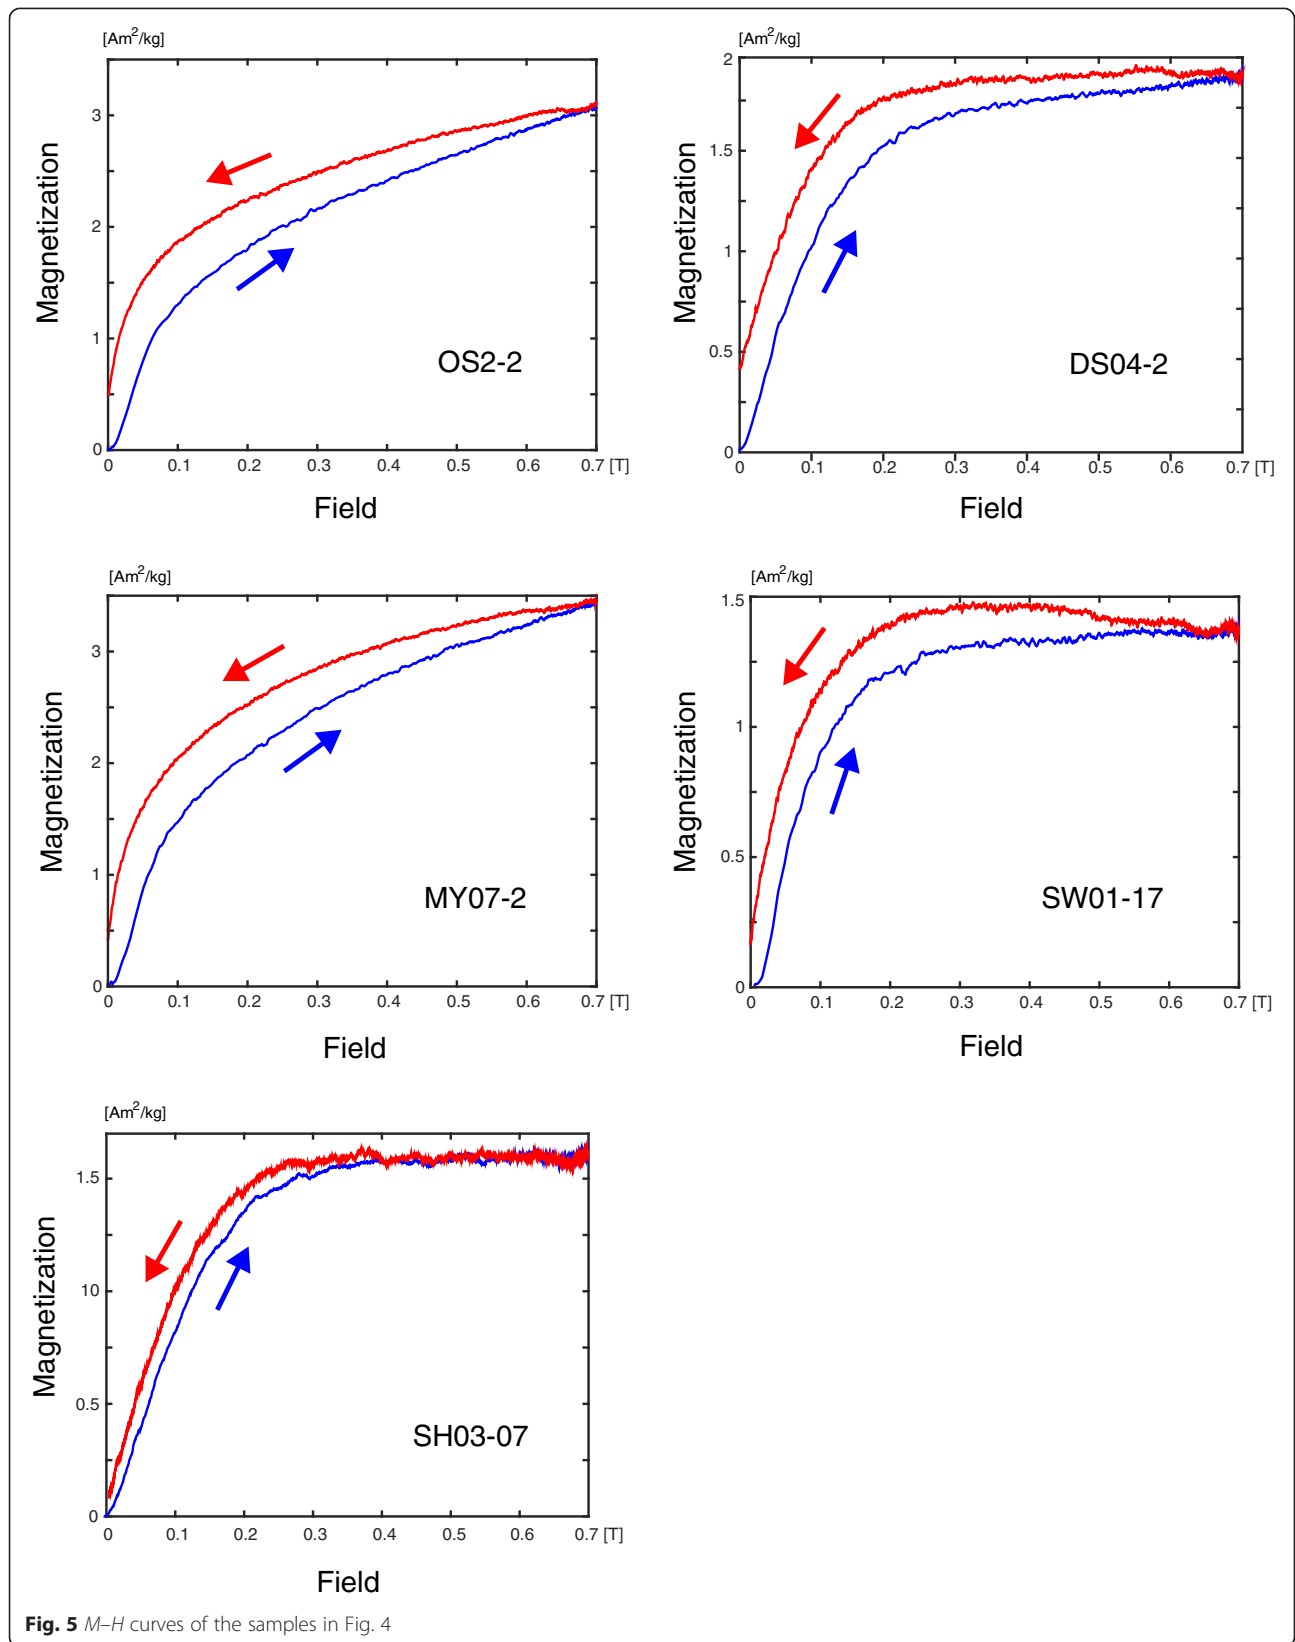 [Am²/kg]
3
2
1
0
Magnetization
OS2-2
0 0.1 0.2 0.3 0.4 0.5 0.6 0.7 [T]
Field
[Am²/kg]
2
1.5
1
0.5
0
Magnetization
DS04-2
0 0.1 0.2 0.3 0.4 0.5 0.6 0.7 [T]
Field
[Am²/kg]
3
2
1
0
Magnetization
MY07-2
0 0.1 0.2 0.3 0.4 0.5 0.6 0.7 [T]
Field
[Am²/kg]
1.5
1
0.5
0
Magnetization
SW01-17
0 0.1 0.2 0.3 0.4 0.5 0.6 0.7 [T]
Field
[Am²/kg]
1.5
10
0.5
0
Magnetization
SH03-07
0 0.1 0.2 0.3 0.4 0.5 0.6 0.7 [T]
Field
Fig. 5 M–H curves of the samples in Fig. 4